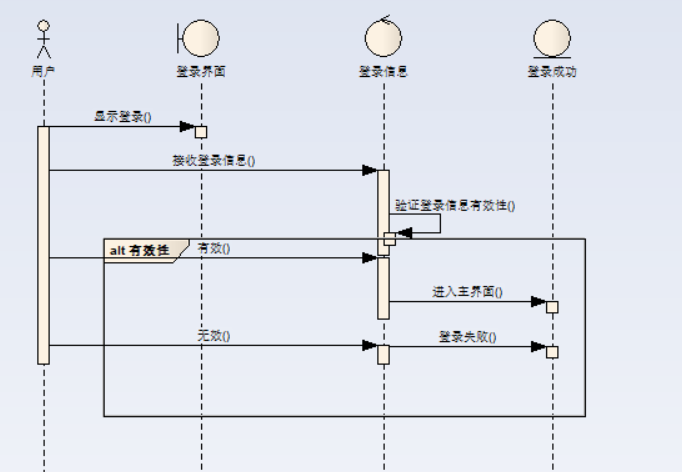 用户
登录界面
登录信息
登录成功
显示登录()
接收登录信息()
验证登录信息有效性()
alt 有效性
有效()
进入主界面()
无效()
登录失败()